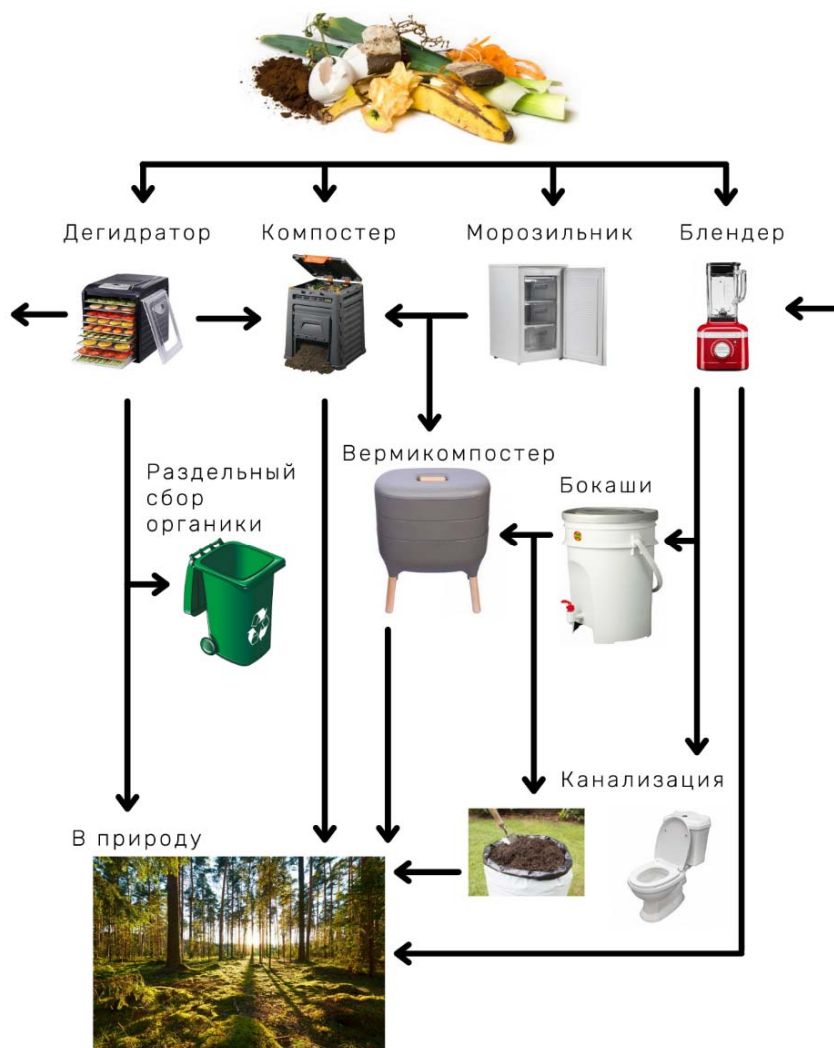 Дегидратор
Компостер
Морозильник
Блендер
Вермикомпостер
Раздельный
сбор
органики
Бокаши
Канализация
В природу